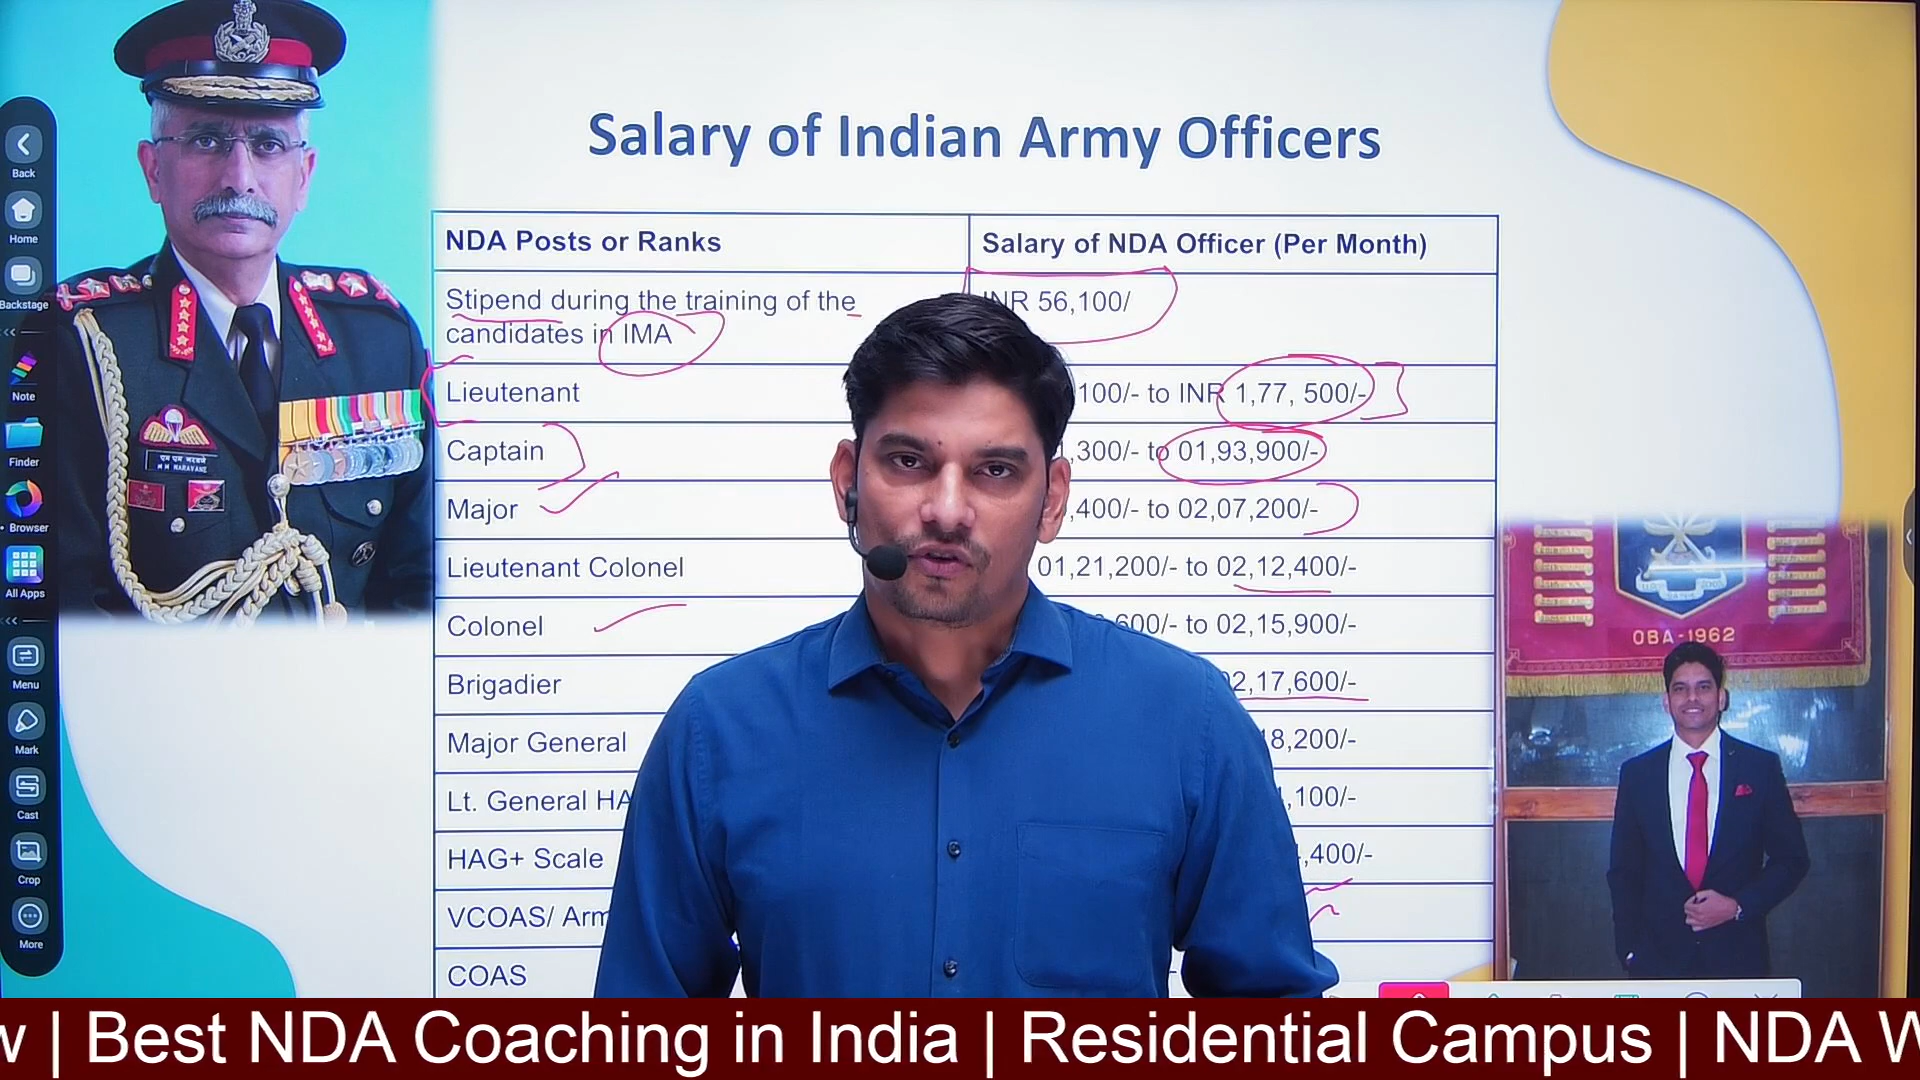 Salary of Indian Army Officers
NDA Posts or Ranks
Salary of NDA Officer (Per Month)
Stipend during the training of the
candidates in IMA
INR 56,100/
Lieutenant
100/- to INR 1,77, 500/-
Captain
,300/- to 01,93,900/-
Major
,400/- to 02,07,200/-
Lieutenant Colonel
01,21,200/- to 02,12,400/-
Colonel
600/- to 02,15,900/-
Brigadier
02,17,600/-
Major General
18,200/-
Lt. General HA
,100/-
HAG+ Scale
,400/-
VCOAS/ Arm
COAS
Back
Home
Backstage
Note
Finder
Browser
All Apps
Menu
Mark
Cast
Crop
More
M M NARAVANE
OBA-1962
w | Best NDA Coaching in India | Residential Campus | NDA W